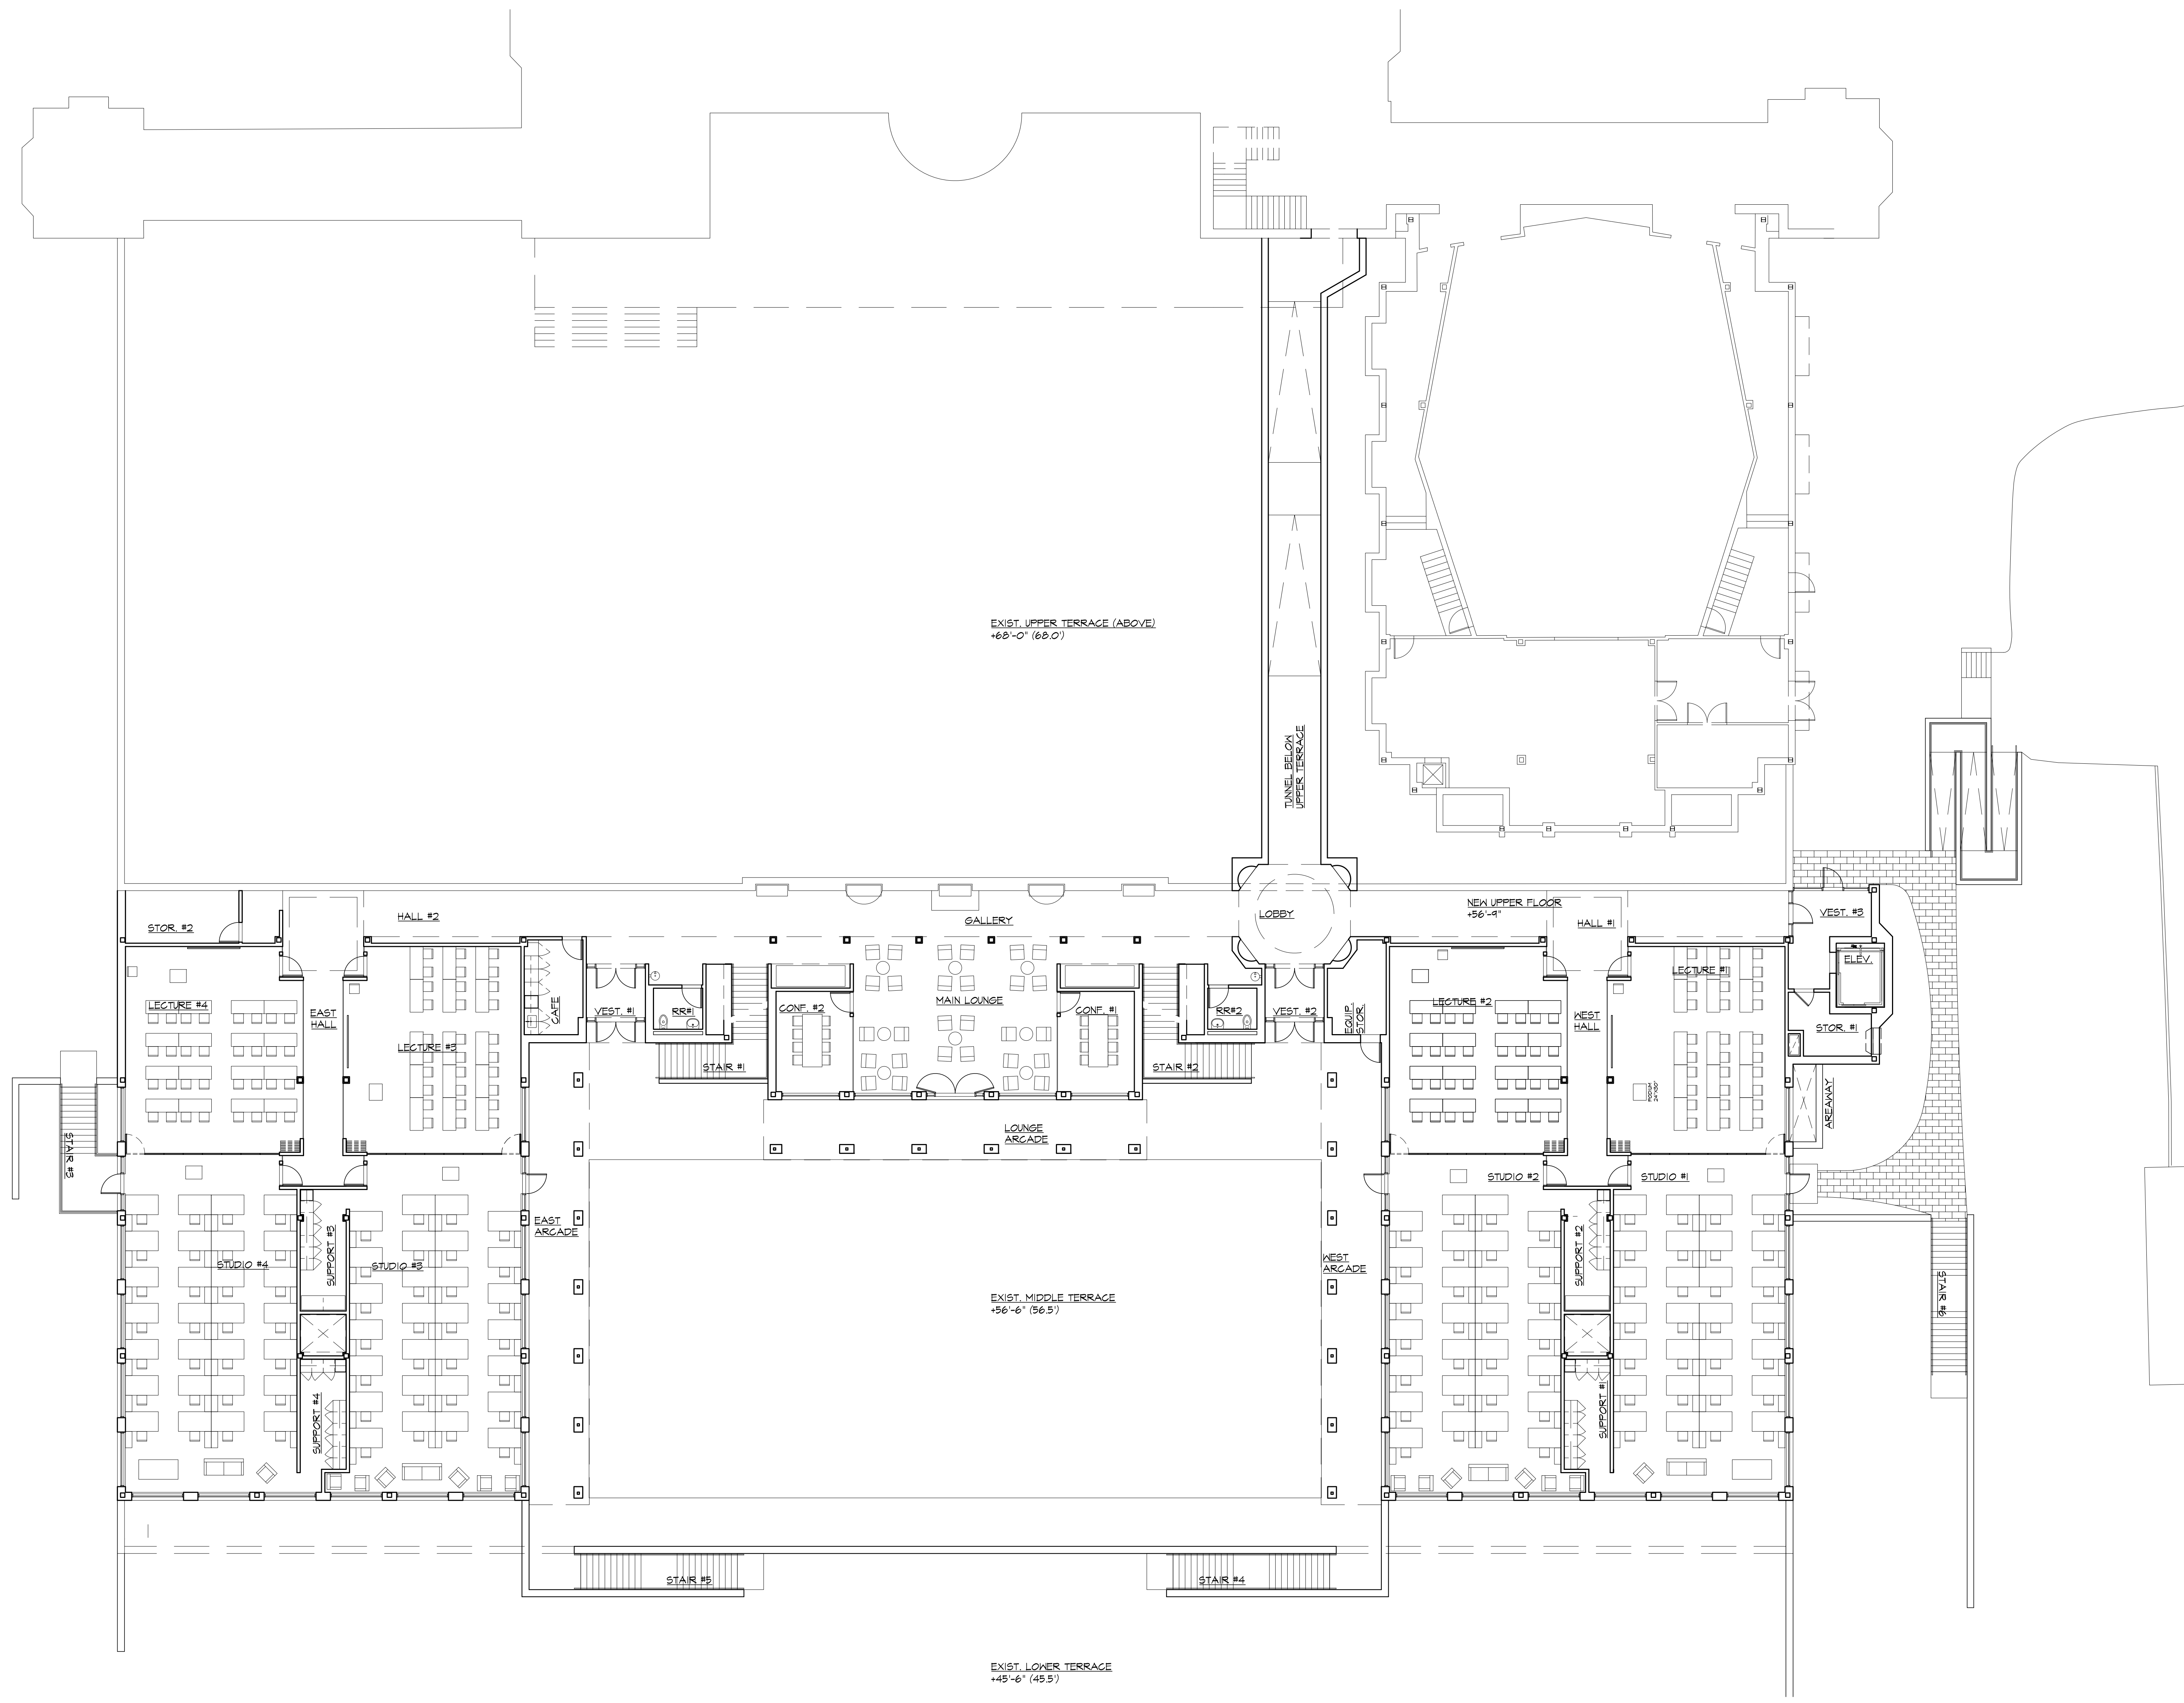 EXIST. UPPER TERRACE (ABOVE)
+68'-0" (68.0')
TUNNEL BELOW
UPPER TERRACE
STOR. #2
HALL #2
GALLERY
LOBBY
NEW UPPER FLOOR
+56'-9"
HALL #1
VEST. #3
ELEV.
LECTURE #4
EAST
HALL
LECTURE #3
CAFE
VEST. #1
RR#1
STAIR #1
CONF. #2
MAIN LOUNGE
CONF. #1
STAIR #2
RR#2
VEST. #2
EQUIP.
STOR.
LECTURE #2
WEST
HALL
LECTURE #1
STOR. #1
PODIUM
24"X30"
AREAWAY
STAIR #3
LOUNGE
ARCADE
STUDIO #2
STUDIO #1
EAST
ARCADE
SUPPORT #3
STUDIO #4
STUDIO #3
WEST
ARCADE
SUPPORT #2
EXIST. MIDDLE TERRACE
+56'-6" (56.5')
STAIR #6
SUPPORT #4
SUPPORT #1
STAIR #5
STAIR #4
EXIST. LOWER TERRACE
+45'-6" (45.5')